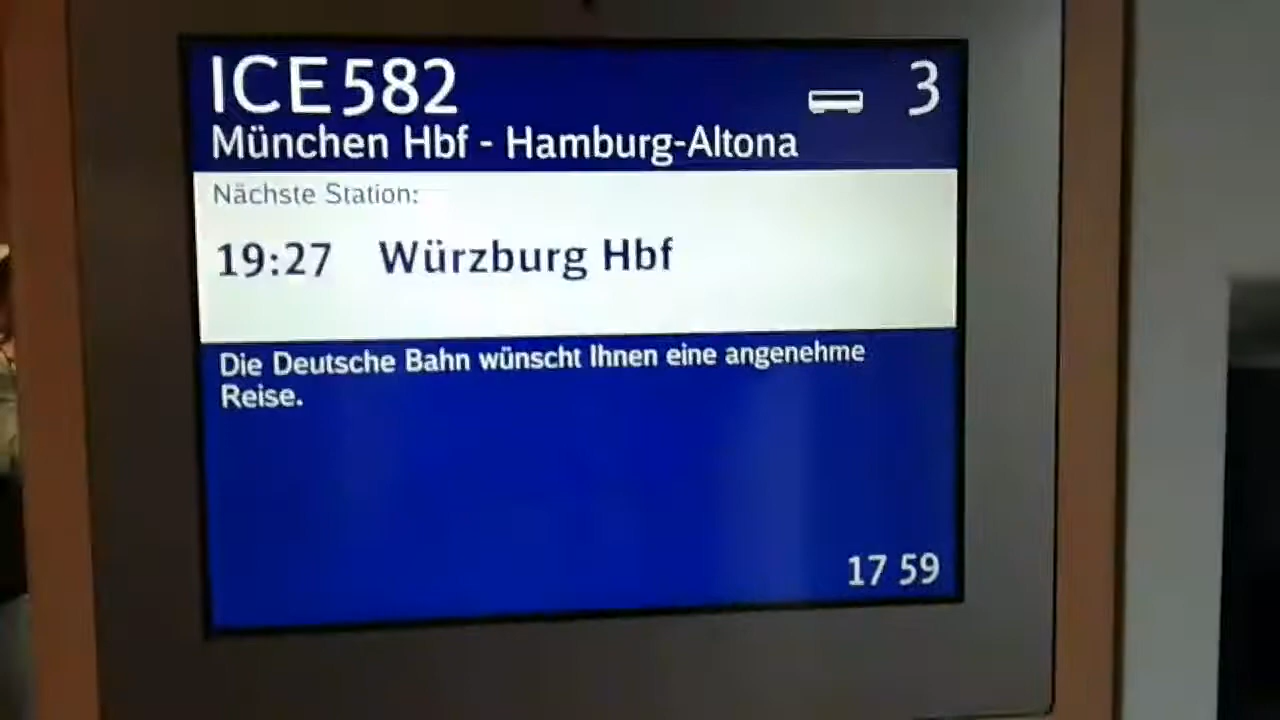 ICE 582
3
München Hbf - Hamburg-Altona
Nächste Station:
19:27 Würzburg Hbf
Die Deutsche Bahn wünscht Ihnen eine angenehme
Reise.
17 59